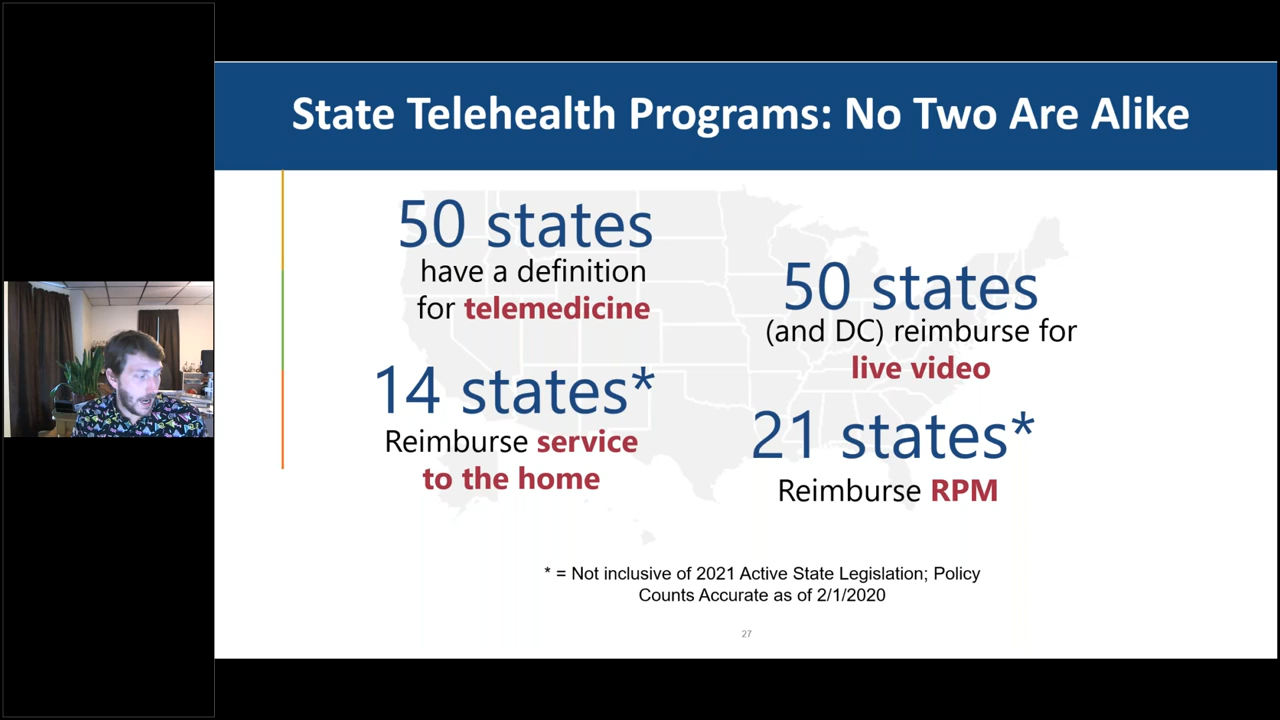 State Telehealth Programs: No Two Are Alike
50 states
have a definition
for telemedicine
50 states
(and DC) reimburse for
live video
14 states*
Reimburse service
to the home
21 states*
Reimburse RPM
* = Not inclusive of 2021 Active State Legislation; Policy
Counts Accurate as of 2/1/2020
27